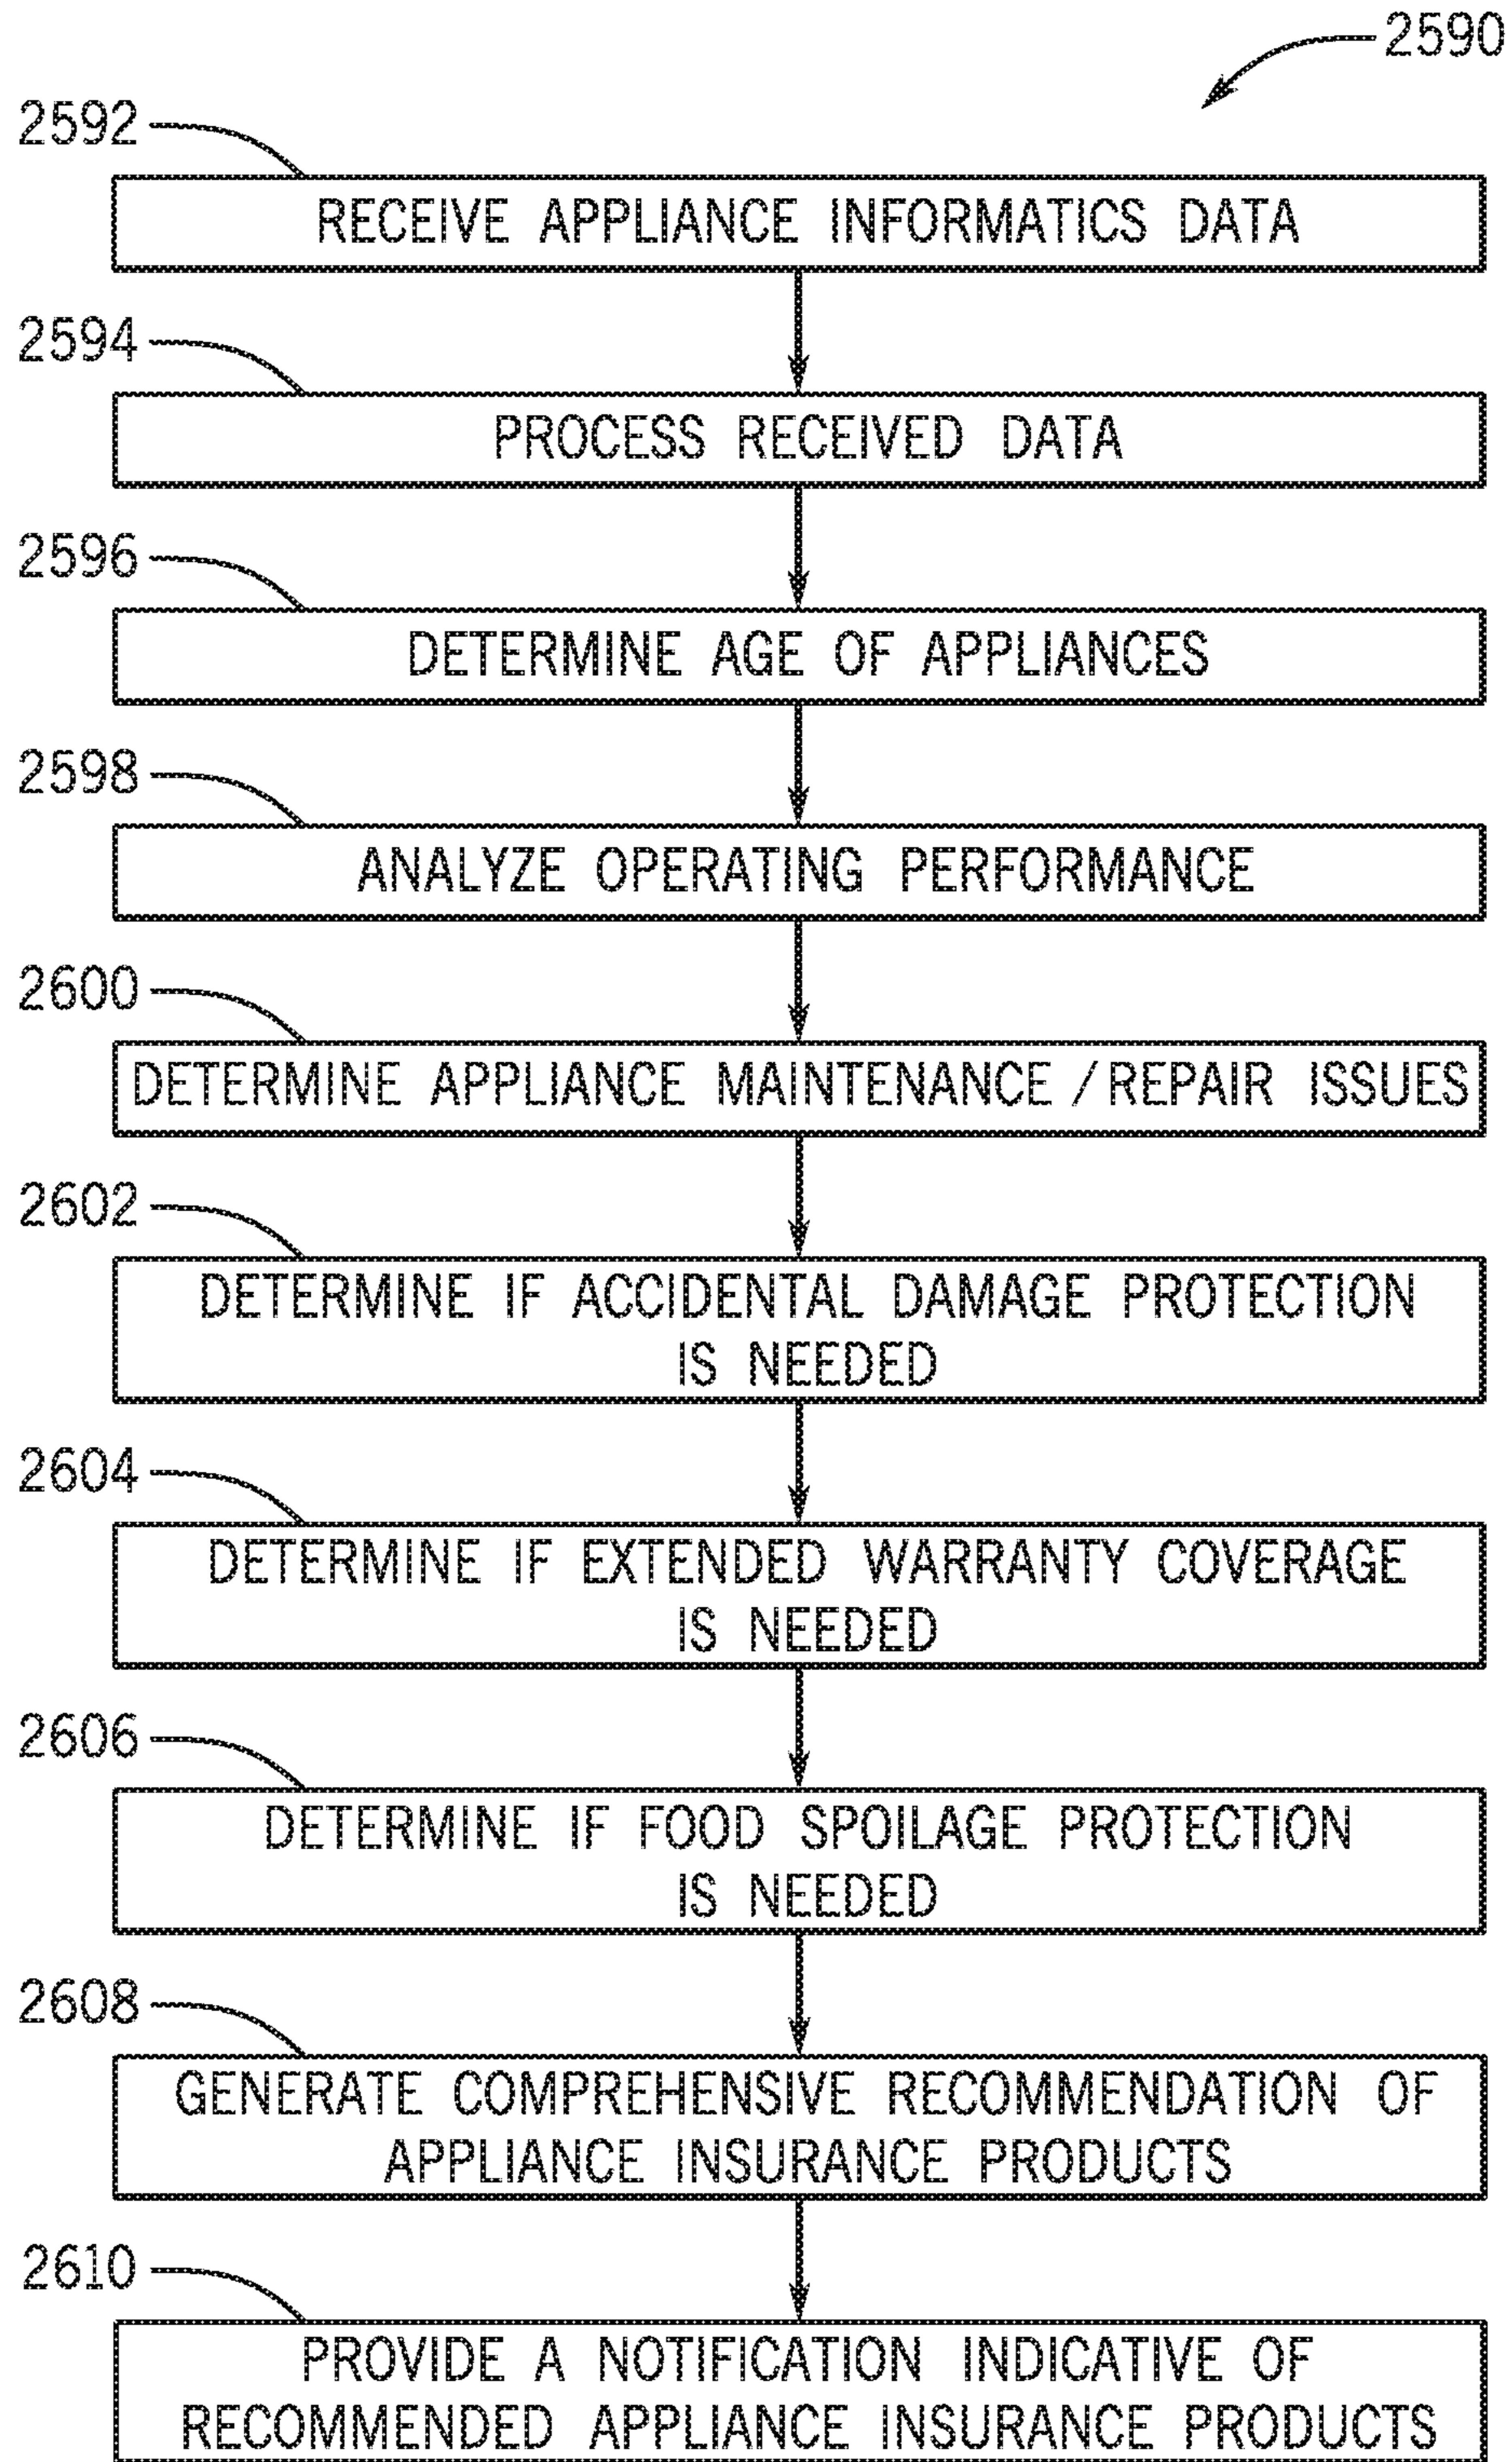 2590
2592
RECEIVE APPLIANCE INFORMATICS DATA
2594
PROCESS RECEIVED DATA
2596
DETERMINE AGE OF APPLIANCES
2598
ANALYZE OPERATING PERFORMANCE
2600
DETERMINE APPLIANCE MAINTENANCE / REPAIR ISSUES
2602
DETERMINE IF ACCIDENTAL DAMAGE PROTECTION
IS NEEDED
2604
DETERMINE IF EXTENDED WARRANTY COVERAGE
IS NEEDED
2606
DETERMINE IF FOOD SPOILAGE PROTECTION
IS NEEDED
2608
GENERATE COMPREHENSIVE RECOMMENDATION OF
APPLIANCE INSURANCE PRODUCTS
2610
PROVIDE A NOTIFICATION INDICATIVE OF
RECOMMENDED APPLIANCE INSURANCE PRODUCTS